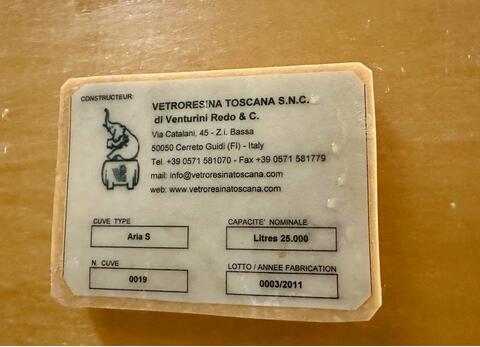 CONSTRUCTEUR
VETRORESINA TOSCANA S.N.C.
di Venturini Redo & C.
Via Catalani, 45 - Z.i. Bassa
50050 Cerreto Guidi (FI) - Italy
Tel. +39 0571 581070 - Fax +39 0571 581779
mail: info@vetroresinatoscana.com
web: www.vetroresinatoscana.com
CUVE TYPE
Aria S
CAPACITE' NOMINALE
Litres 25.000
N. CUVE
0019
LOTTO / ANNEE FABRICATION
0003/2011